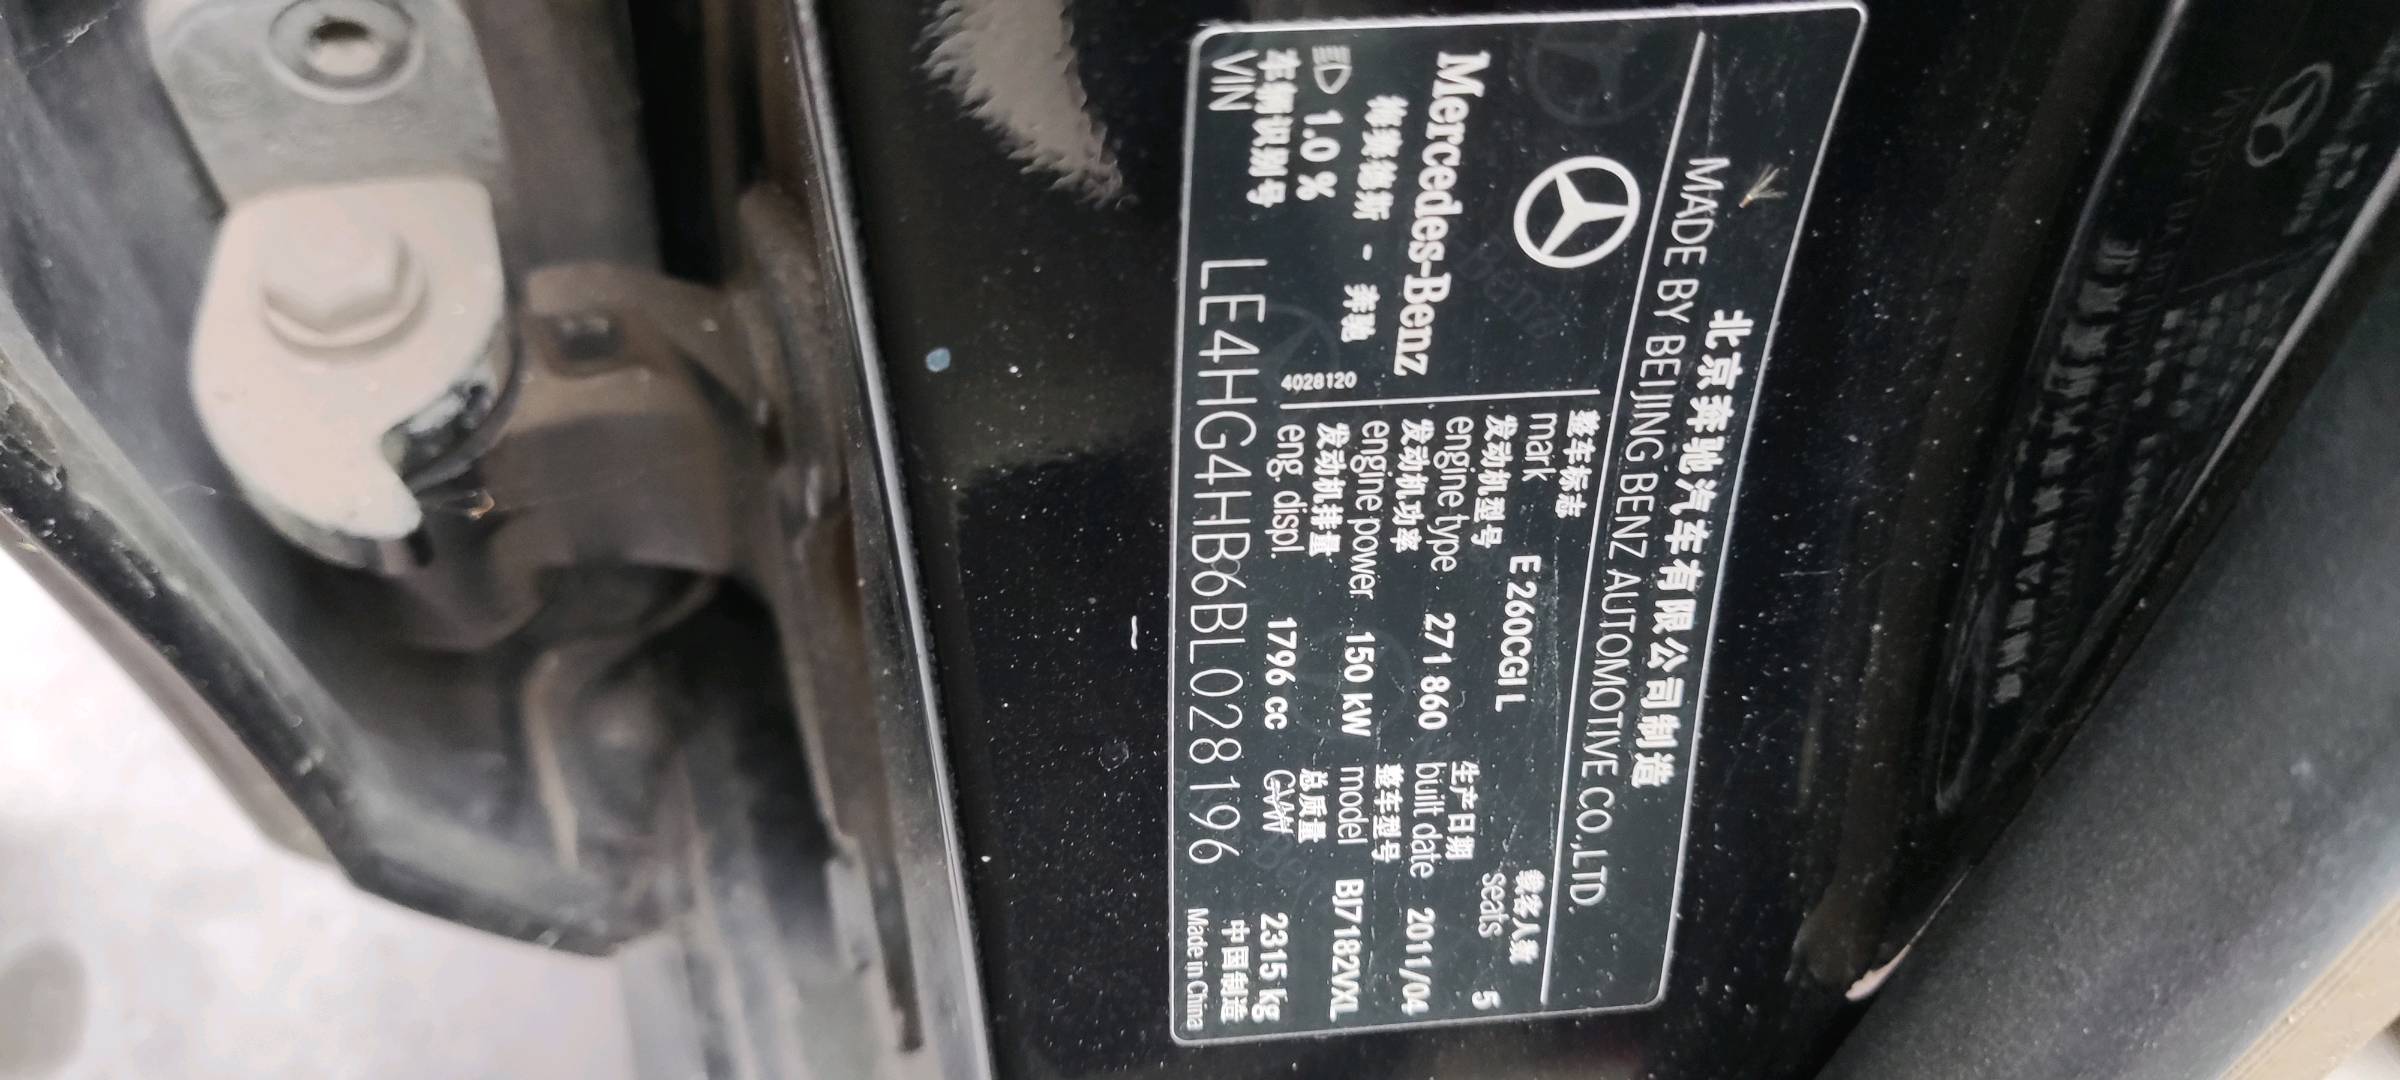 北京奔驰汽车有限公司制造
MADE BY BEIJING BENZ AUTOMOTIVE CO.,LTD.
Mercedes-Benz
梅赛德斯 - 奔驰
1.0 %
4028120
整车标志
mark E 260CGI L
载客人数
seats 5
发动机型号
engine type 271 860
生产日期
built date 2011/04
发动机功率
engine power 150 kW
整车型号
model BJ7182VXL
发动机排量
eng. displ. 1796 cc
总质量
GVW 2315 kg
车辆识别号
VIN LE4HG4HB6BL028196
中国制造
Made in China